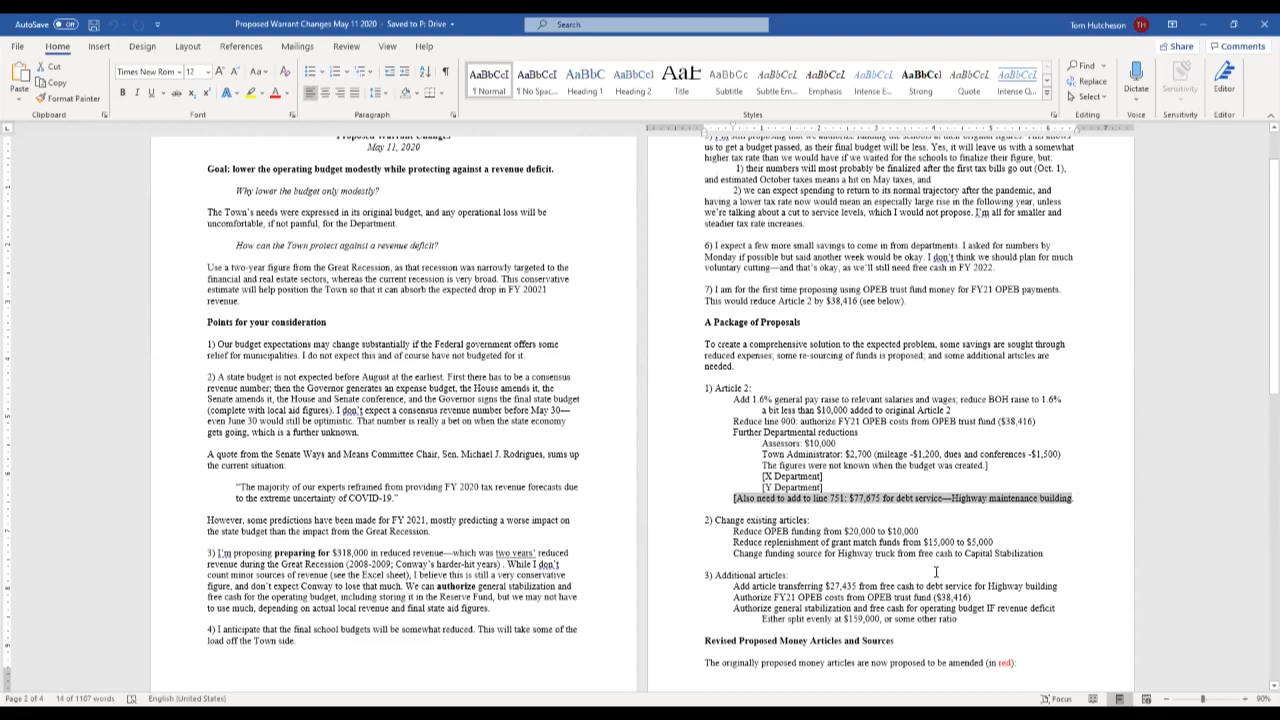 AutoSave Off
Proposed Warrant Changes May 11 2020 - Saved to P: Drive
Search
Tom Hutcheson TH
File Home Insert Design Layout References Mailings Review View Help
Share Comments
Paste
Cut
Copy
Format Painter
Clipboard
Times New Rom 12
Font
Paragraph
AaBbCcI AaBbCcI AaBbC AaBbCcI AaB AaBbCc AaBbCcL AaBbCcL AaBbCcL AaBbCcl AaBbCcL AaBbCcL
¶ Normal ¶ No Spac... Heading 1 Heading 2 Title Subtitle Subtle Em... Emphasis Intense E... Strong Quote Intense Q...
Styles
Find
Replace
Select
Editing
Dictate
Voice
Sensitivity
Sensitivity
Editor
Editor
Proposed Warrant Changes
May 11, 2020
Goal: lower the operating budget modestly while protecting against a revenue deficit.
Why lower the budget only modestly?
The Town's needs were expressed in its original budget, and any operational loss will be
uncomfortable, if not painful, for the Department.
How can the Town protect against a revenue deficit?
Use a two-year figure from the Great Recession, as that recession was narrowly targeted to the
financial and real estate sectors, whereas the current recession is very broad. This conservative
estimate will help position the Town so that it can absorb the expected drop in FY 20021
revenue.
Points for your consideration
1) Our budget expectations may change substantially if the Federal government offers some
relief for municipalities. I do not expect this and of course have not budgeted for it.
2) A state budget is not expected before August at the earliest. First there has to be a consensus
revenue number; then the Governor generates an expense budget, the House amends it, the
Senate amends it, the House and Senate conference, and the Governor signs the final state budget
(complete with local aid figures). I don't expect a consensus revenue number before May 30—
even June 30 would still be optimistic. That number is really a bet on when the state economy
gets going, which is a further unknown.
A quote from the Senate Ways and Means Committee Chair, Sen. Michael J. Rodrigues, sums up
the current situation:
"The majority of our experts refrained from providing FY 2020 tax revenue forecasts due
to the extreme uncertainty of COVID-19."
However, some predictions have been made for FY 2021, mostly predicting a worse impact on
the state budget than the impact from the Great Recession.
3) I'm proposing preparing for $318,000 in reduced revenue—which was two years' reduced
revenue during the Great Recession (2008-2009; Conway's harder-hit years) . While I don't
count minor sources of revenue (see the Excel sheet), I believe this is still a very conservative
figure, and don't expect Conway to lose that much. We can authorize general stabilization and
free cash for the operating budget, including storing it in the Reserve Fund, but we may not have
to use much, depending on actual local revenue and final state aid figures.
4) I anticipate that the final school budgets will be somewhat reduced. This will take some of the
load off the Town side.
us to get a budget passed, as their final budget will be less. Yes, it will leave us with a somewhat
higher tax rate than we would have if we waited for the schools to finalize their figure, but:
1) their numbers will most probably be finalized after the first tax bills go out (Oct. 1),
and estimated October taxes means a hit on May taxes, and
2) we can expect spending to return to its normal trajectory after the pandemic, and
having a lower tax rate now would mean an especially large rise in the following year, unless
we're talking about a cut to service levels, which I would not propose. I'm all for smaller and
steadier tax rate increases.
6) I expect a few more small savings to come in from departments. I asked for numbers by
Monday if possible but said another week would be okay. I don't think we should plan for much
voluntary cutting—and that's okay, as we'll still need free cash in FY 2022.
7) I am for the first time proposing using OPEB trust fund money for FY21 OPEB payments.
This would reduce Article 2 by $38,416 (see below).
A Package of Proposals
To create a comprehensive solution to the expected problem, some savings are sought through
reduced expenses; some re-sourcing of funds is proposed; and some additional articles are
needed.
1) Article 2:
Add 1.6% general pay raise to relevant salaries and wages; reduce BOH raise to 1.6%
a bit less than $10,000 added to original Article 2
Reduce line 900: authorize FY21 OPEB costs from OPEB trust fund ($38,416)
Further Departmental reductions
Assessors: $10,000
Town Administrator: $2,700 (mileage -$1,200, dues and conferences -$1,500)
The figures were not known when the budget was created.]
[X Department]
[Y Department]
[Also need to add to line 751: $77,675 for debt service—Highway maintenance building.
2) Change existing articles:
Reduce OPEB funding from $20,000 to $10,000
Reduce replenishment of grant match funds from $15,000 to $5,000
Change funding source for Highway truck from free cash to Capital Stabilization
3) Additional articles:
Add article transferring $27,435 from free cash to debt service for Highway building
Authorize FY21 OPEB costs from OPEB trust fund ($38,416)
Authorize general stabilization and free cash for operating budget IF revenue deficit
Either split evenly at $159,000, or some other ratio
Revised Proposed Money Articles and Sources
The originally proposed money articles are now proposed to be amended (in red):
Page 2 of 4 14 of 1107 words English (United States)
Focus 90%